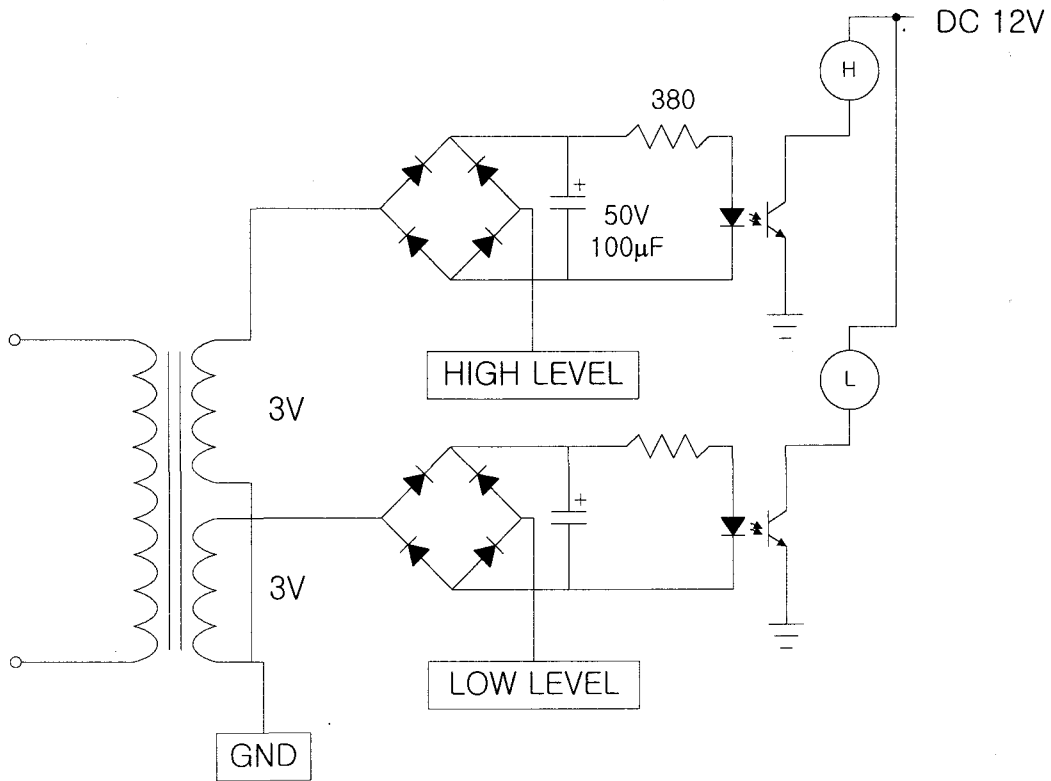 DC 12V
H
380
+
50V
100μF
HIGH LEVEL
L
3V
+
3V
LOW LEVEL
GND